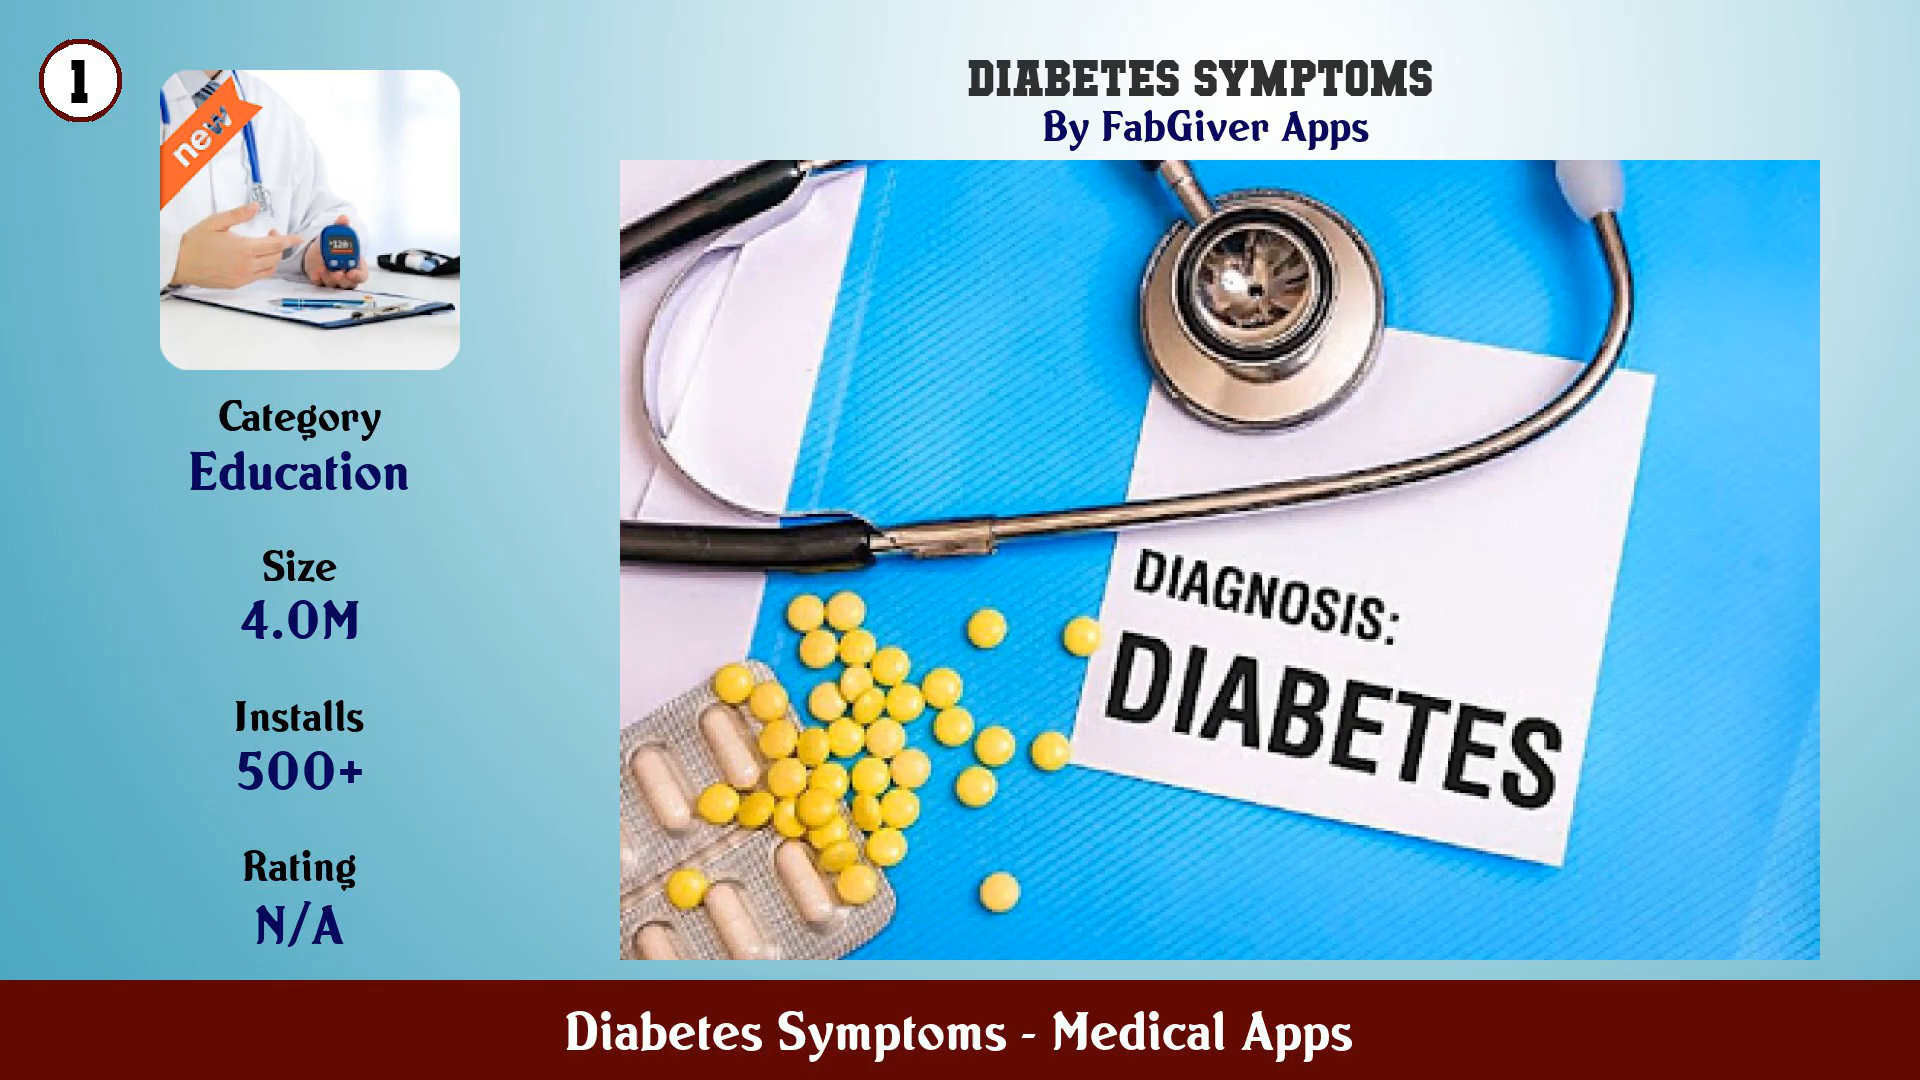 1
new
DIABETES SYMPTOMS
By FabGiver Apps
Category
Education
Size
4.0M
Installs
500+
Rating
N/A
DIAGNOSIS:
DIABETES
Diabetes Symptoms - Medical Apps